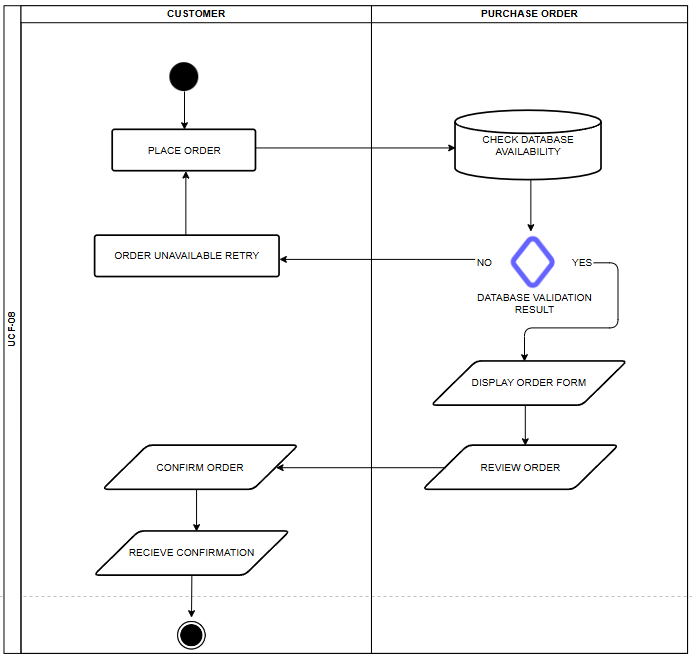 CUSTOMER
PURCHASE ORDER
UCF-08
PLACE ORDER
CHECK DATABASE
AVAILABILITY
ORDER UNAVAILABLE RETRY
NO
YES
DATABASE VALIDATION
RESULT
DISPLAY ORDER FORM
CONFIRM ORDER
REVIEW ORDER
RECIEVE CONFIRMATION